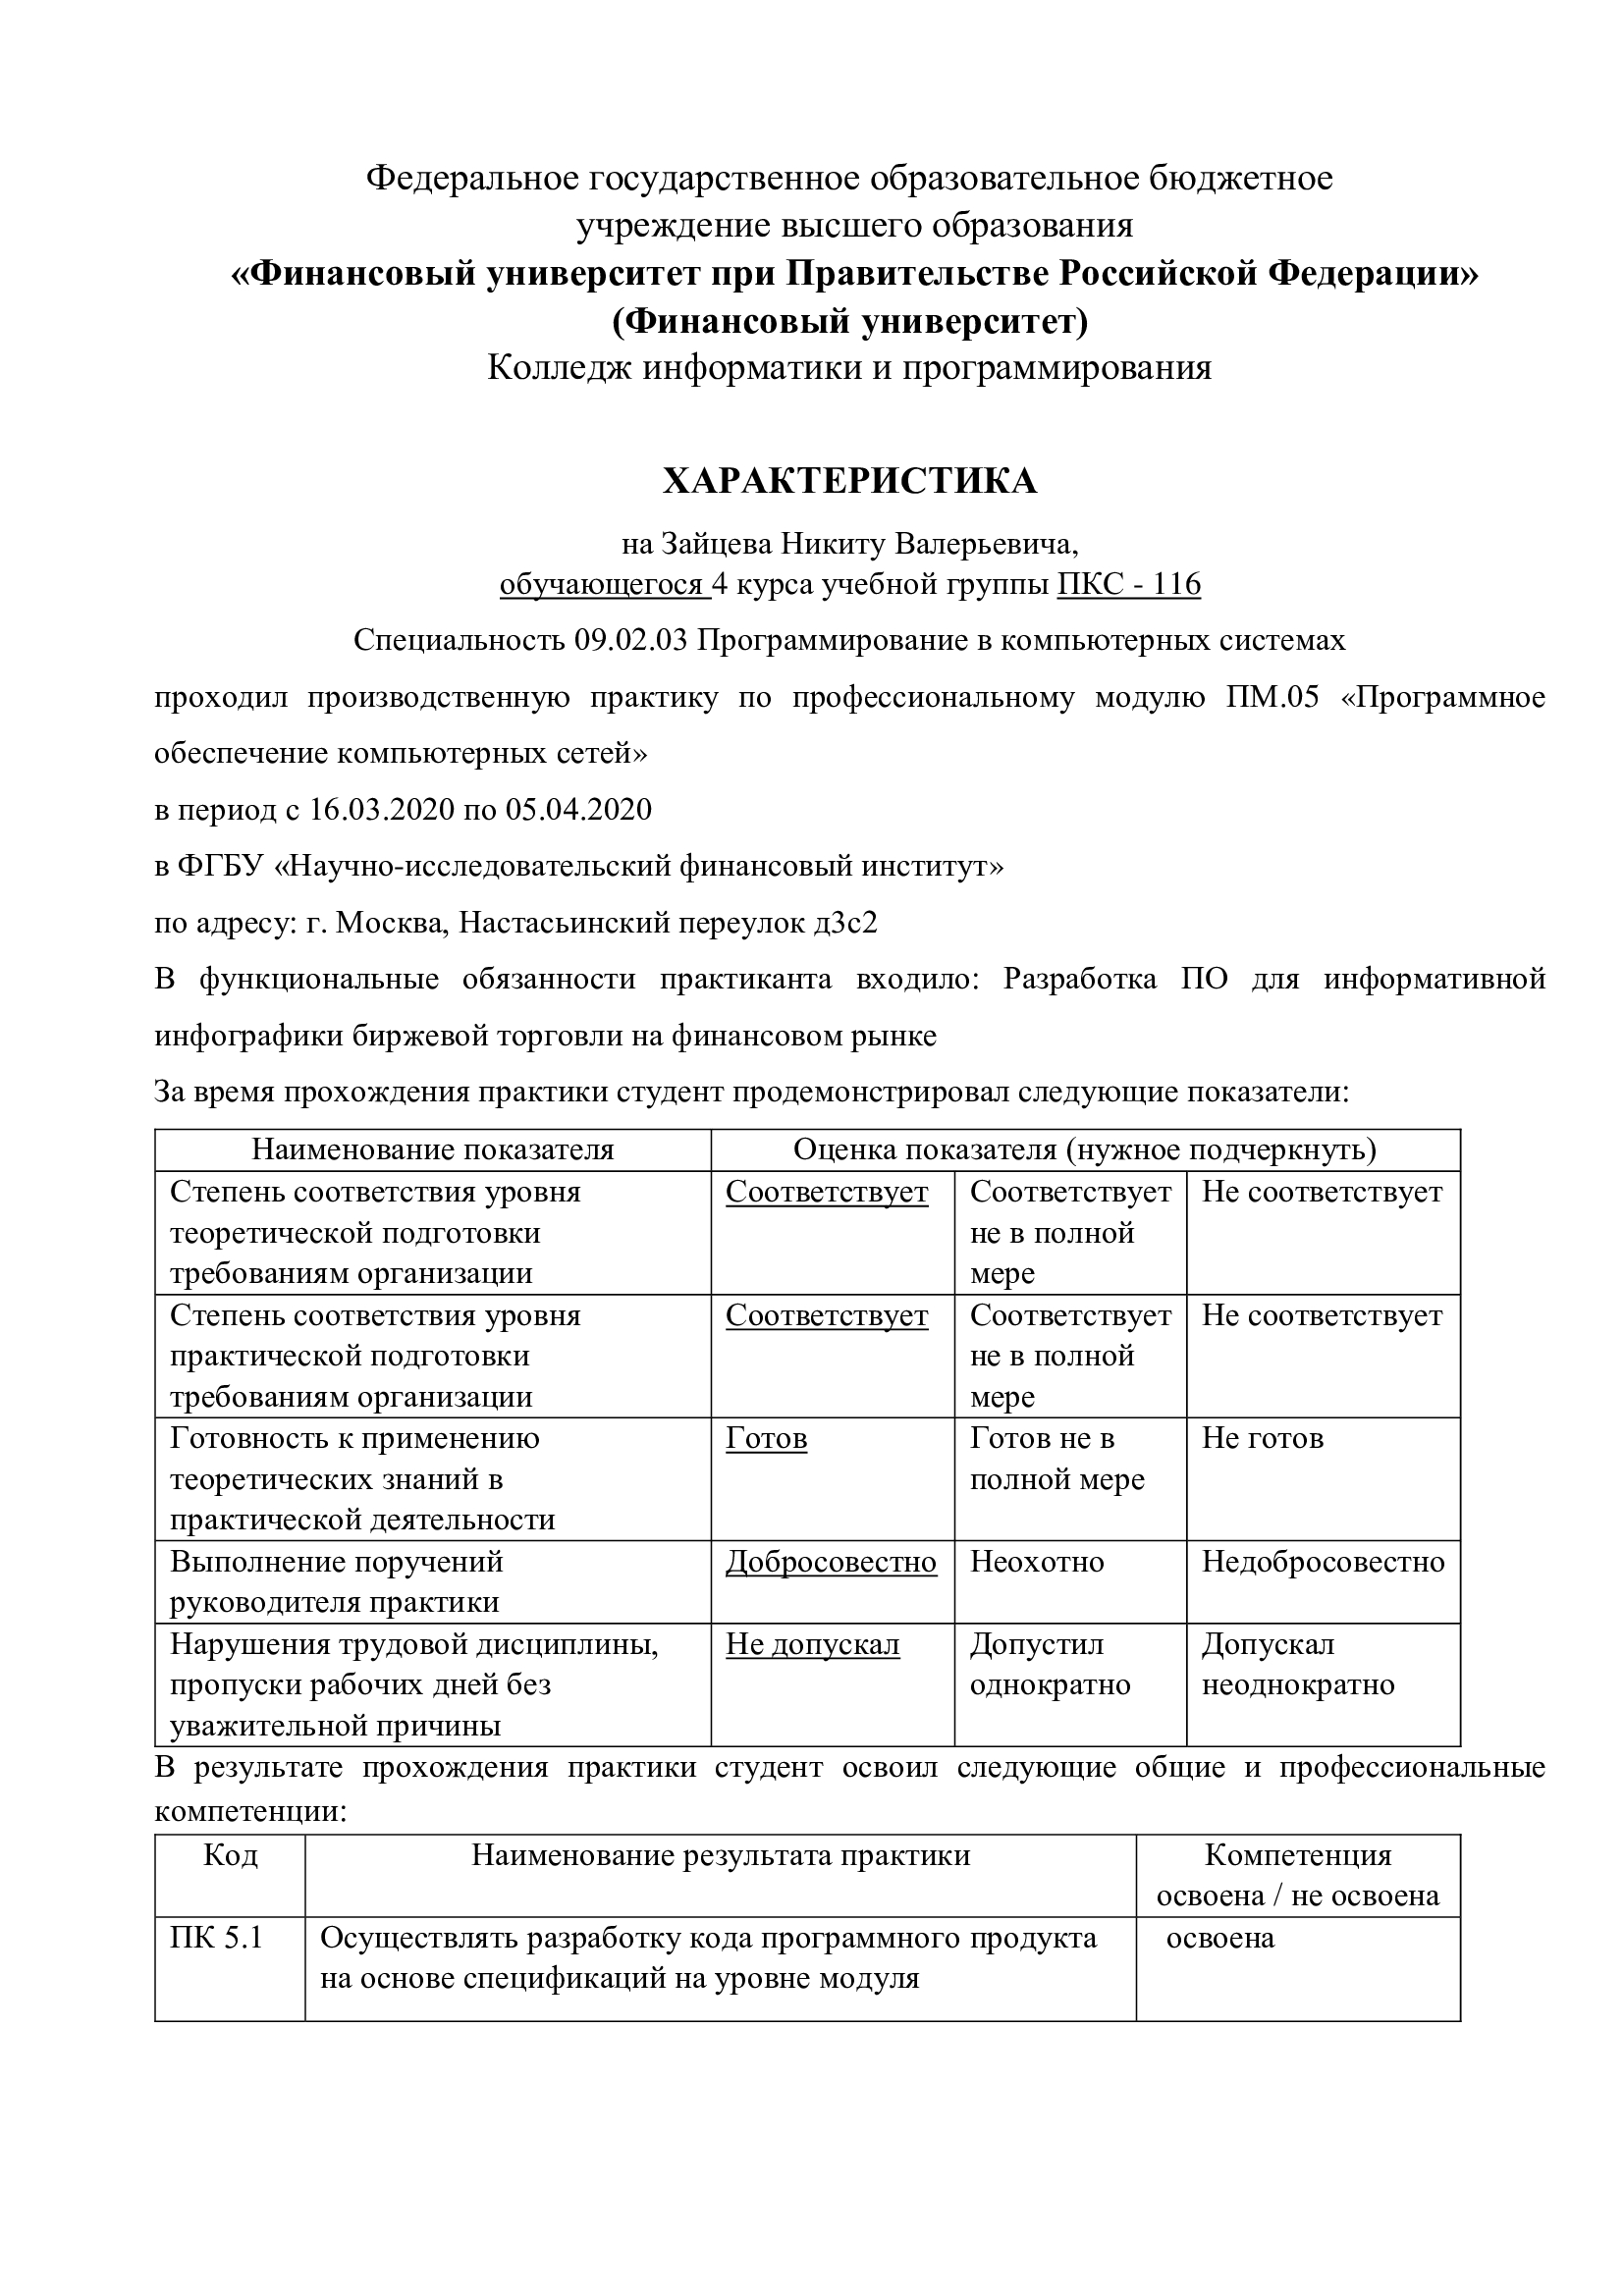 Федеральное государственное образовательное бюджетное
учреждение высшего образования
«Финансовый университет при Правительстве Российской Федерации»
(Финансовый университет)
Колледж информатики и программирования
ХАРАКТЕРИСТИКА
на Зайцева Никиту Валерьевича,
обучающегося 4 курса учебной группы ПКС - 116
Специальность 09.02.03 Программирование в компьютерных системах
проходил производственную практику по профессиональному модулю ПМ.05 «Программное
обеспечение компьютерных сетей»
в период с 16.03.2020 по 05.04.2020
в ФГБУ «Научно-исследовательский финансовый институт»
по адресу: г. Москва, Настасьинский переулок д3с2
В функциональные обязанности практиканта входило: Разработка ПО для информативной
инфографики биржевой торговли на финансовом рынке
За время прохождения практики студент продемонстрировал следующие показатели:
Наименование показателя Оценка показателя (нужное подчеркнуть)
Степень соответствия уровня Соответствует Соответствует Не соответствует
теоретической подготовки не в полной
требованиям организации мере
Степень соответствия уровня Соответствует Соответствует Не соответствует
практической подготовки не в полной
требованиям организации мере
Готовность к применению Готов Готов не в Не готов
теоретических знаний в полной мере
практической деятельности
Выполнение поручений Добросовестно Неохотно Недобросовестно
руководителя практики
Нарушения трудовой дисциплины, Не допускал Допустил Допускал
пропуски рабочих дней без однократно неоднократно
уважительной причины
В результате прохождения практики студент освоил следующие общие и профессиональные
компетенции:
Код Наименование результата практики Компетенция
освоена / не освоена
ПК 5.1 Осуществлять разработку кода программного продукта освоена
на основе спецификаций на уровне модуля